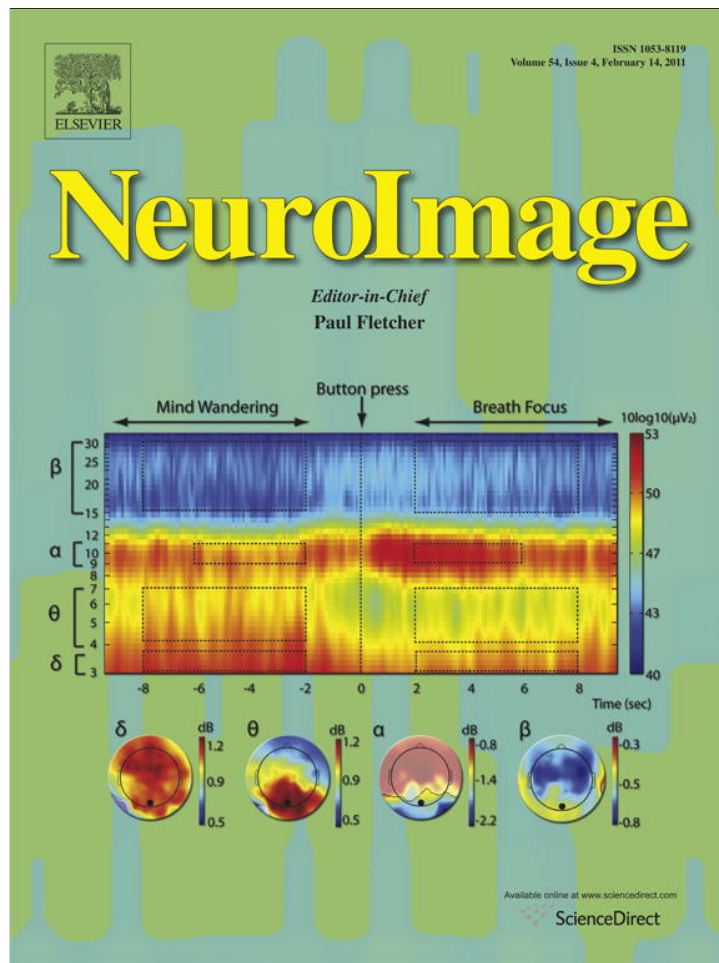 ISSN 1053-8119
Volume 54, Issue 4, February 14, 2011
ELSEVIER
NeuroImage
Editor-in-Chief
Paul Fletcher
Button press
Mind Wandering
Breath Focus
10log10(μV₂)
β
30
25
20
15
α
12
10
9
8
θ
7
6
5
4
δ
3
53
50
47
43
40
-8
-6
-4
-2
0
2
4
6
8
Time (sec)
δ
dB
1.2
0.9
0.5
θ
dB
1.2
0.9
0.5
α
dB
-0.8
-1.4
-2.2
β
dB
-0.3
-0.5
-0.8
Available online at www.sciencedirect.com
ScienceDirect